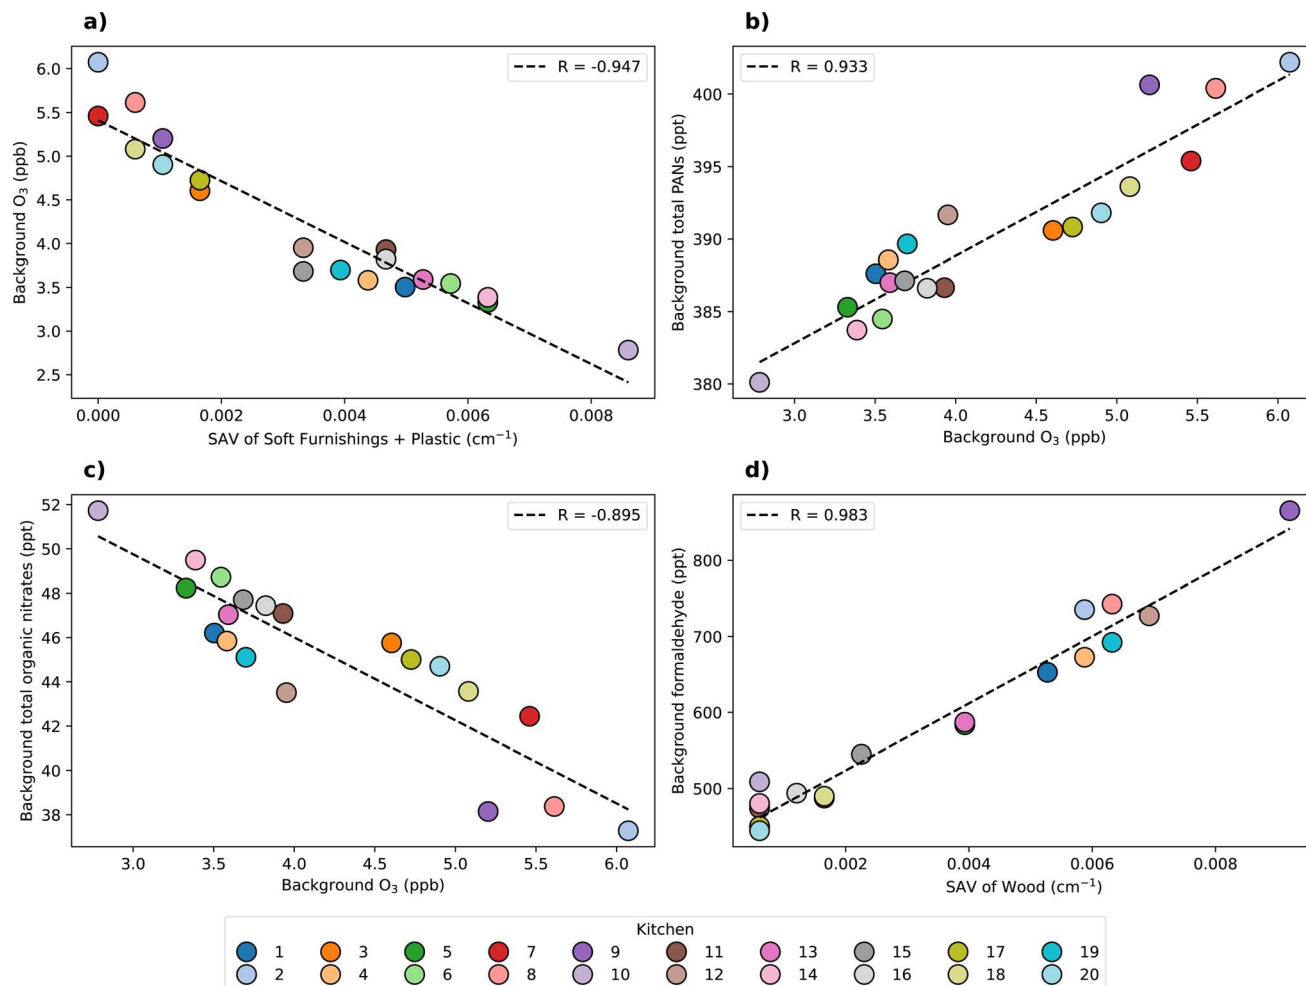 a)
R = -0.947
6.0
5.5
5.0
4.5
4.0
3.5
3.0
2.5
Background O₃ (ppb)
0.000 0.002 0.004 0.006 0.008
SAV of Soft Furnishings + Plastic (cm⁻¹)
b)
R = 0.933
400
395
390
385
380
Background total PANs (ppt)
3.0 3.5 4.0 4.5 5.0 5.5 6.0
Background O₃ (ppb)
c)
R = -0.895
52
50
48
46
44
42
40
38
Background total organic nitrates (ppt)
3.0 3.5 4.0 4.5 5.0 5.5 6.0
Background O₃ (ppb)
d)
R = 0.983
800
700
600
500
Background formaldehyde (ppt)
0.002 0.004 0.006 0.008
SAV of Wood (cm⁻¹)
Kitchen
1 3 5 7 9 11 13 15 17 19
2 4 6 8 10 12 14 16 18 20